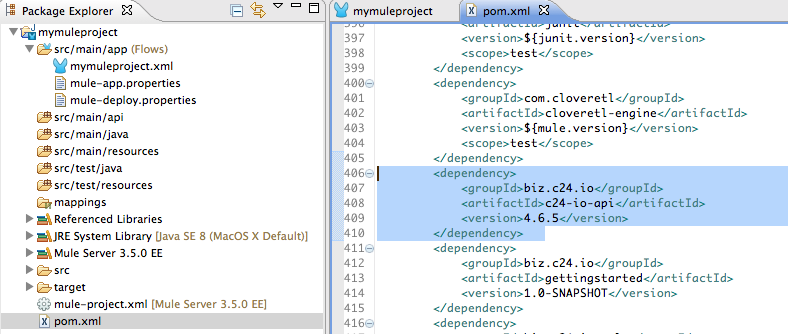 Package Explorer
mymuleproject
src/main/app (Flows)
mymuleproject.xml
mule-app.properties
mule-deploy.properties
src/main/api
src/main/java
src/main/resources
src/test/java
src/test/resources
mappings
Referenced Libraries
JRE System Library [Java SE 8 (MacOS X Default)]
Mule Server 3.5.0 EE
src
target
mule-project.xml [Mule Server 3.5.0 EE]
pom.xml
mymuleproject
pom.xml
396 <artifactId>junit</artifactId>
397 <version>${junit.version}</version>
398 <scope>test</scope>
399 </dependency>
400 <dependency>
401 <groupId>com.cloveretl</groupId>
402 <artifactId>cloveretl-engine</artifactId>
403 <version>${mule.version}</version>
404 <scope>test</scope>
405 </dependency>
406 <dependency>
407 <groupId>biz.c24.io</groupId>
408 <artifactId>c24-io-api</artifactId>
409 <version>4.6.5</version>
410 </dependency>
411 <dependency>
412 <groupId>biz.c24.io</groupId>
413 <artifactId>gettingstarted</artifactId>
414 <version>1.0-SNAPSHOT</version>
415 </dependency>
416 <dependency>